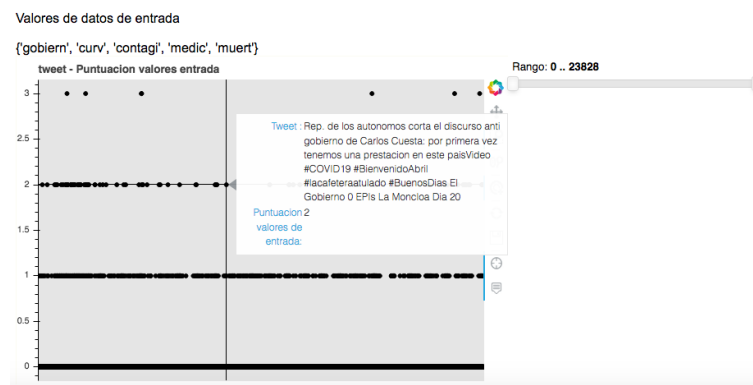 Valores de datos de entrada
{'gobiern', 'curv', 'contagi', 'medic', 'muert'}
tweet - Puntuacion valores entrada
Rango: 0 .. 23828
3
2.5
2
1.5
1
0.5
0
Tweet : Rep. de los autonomos corta el discurso anti
gobierno de Carlos Cuesta: por primera vez
tenemos una prestacion en este paisVideo
#COVID19 #BienvenidoAbril
#lacafeteraatulado #BuenosDias El
Gobierno 0 EPIs La Moncloa Dia 20
Puntuacion 2
valores de
entrada: